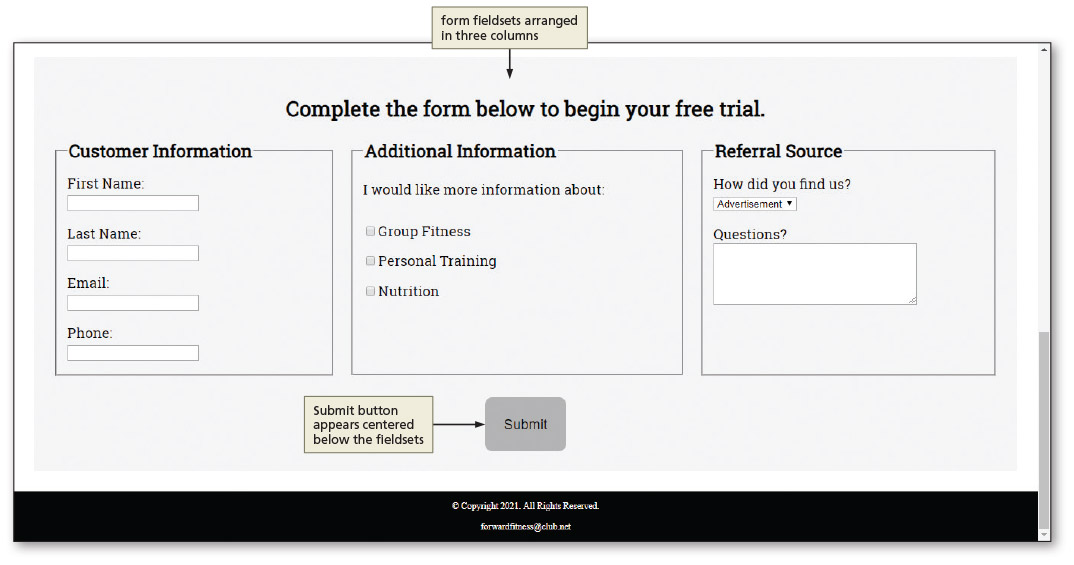 form fieldsets arranged
in three columns
Complete the form below to begin your free trial.
Customer Information
First Name:
Last Name:
Email:
Phone:
Additional Information
I would like more information about:
Group Fitness
Personal Training
Nutrition
Referral Source
How did you find us?
Advertisement
Questions?
Submit button
appears centered
below the fieldsets
Submit
© Copyright 2021. All Rights Reserved.
forwardfitness@club.net